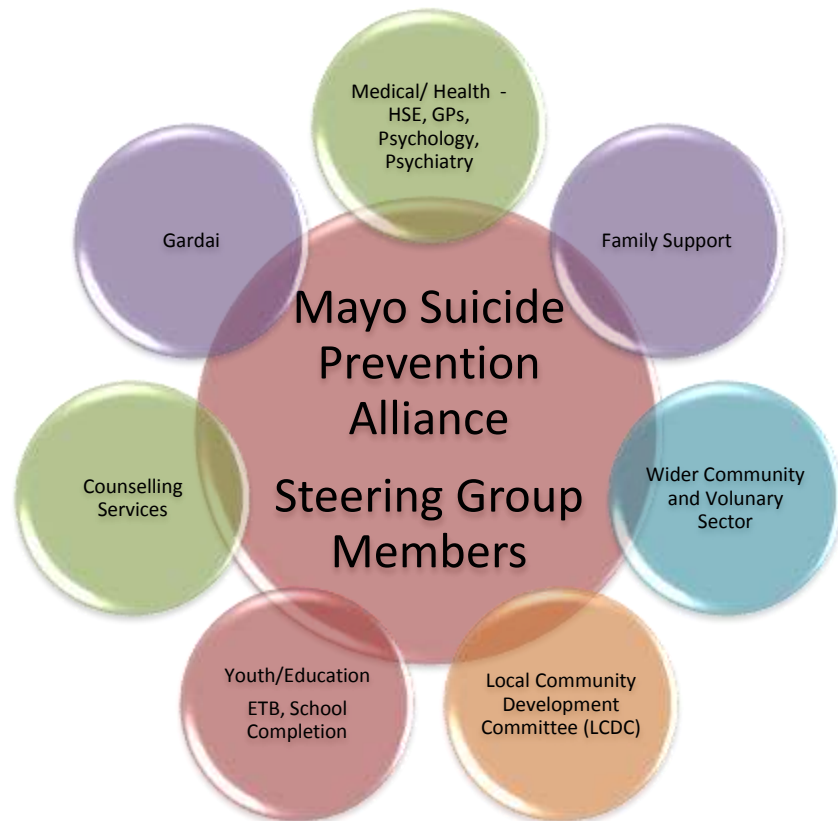 Medical/ Health -
HSE, GPs,
Psychology,
Psychiatry
Gardai
Family Support
Mayo Suicide
Prevention
Alliance
Steering Group
Members
Counselling
Services
Wider Community
and Volunary
Sector
Youth/Education
ETB, School
Completion
Local Community
Development
Committee (LCDC)